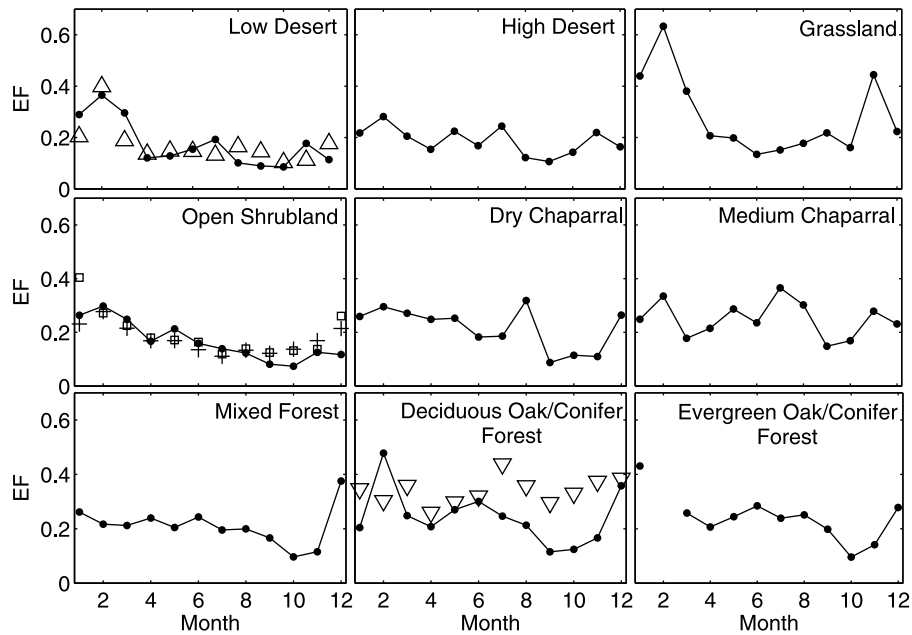 Low Desert
High Desert
Grassland
EF
0.6
0.4
0.2
0
Open Shrubland
Dry Chaparral
Medium Chaparral
EF
0.6
0.4
0.2
0
Mixed Forest
Deciduous Oak/Conifer
Forest
Evergreen Oak/Conifer
Forest
EF
0.6
0.4
0.2
0
2 4 6 8 10 12
2 4 6 8 10 12
2 4 6 8 10 12
Month
Month
Month